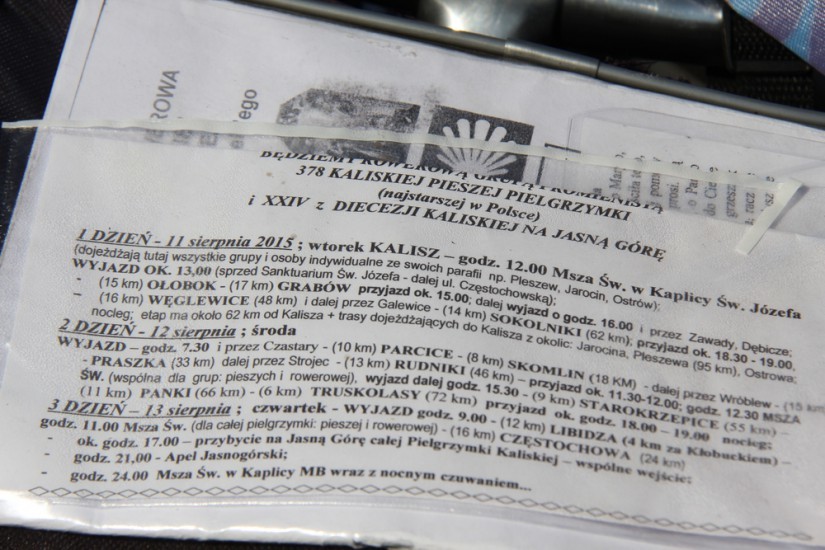 EROWA
ego
BĘDZIEMY ROWEROWĄ GRUPĄ PROMIENISTĄ
378 KALISKIEJ PIESZEJ PIELGRZYMKI
(najstarszej w Polsce)
i XXIV z DIECEZJI KALISKIEJ NA JASNĄ GÓRĘ
1 DZIEŃ - 11 sierpnia 2015 ; wtorek KALISZ – godz. 12.00 Msza Św. w Kaplicy Św. Józefa
(dojeżdżają tutaj wszystkie grupy i osoby indywidualne ze swoich parafii np. Pleszew, Jarocin, Ostrów);
WYJAZD OK. 13,00 (sprzed Sanktuarium Św. Józefa - dalej ul. Częstochowską);
- (15 km) OŁOBOK - (17 km) GRABÓW przyjazd ok. 15.00; dalej wyjazd o godz. 16.00 i przez Zawady, Dębicze;
- (16 km) WĘGLEWICE (48 km) i dalej przez Galewice - (14 km) SOKOLNIKI (62 km); przyjazd ok. 18.30 - 19.00,
nocleg; etap ma około 62 km od Kalisza + trasy dojeżdżających do Kalisza z okolic: Jarocina, Pleszewa (95 km), Ostrowa;
2 DZIEŃ - 12 sierpnia ; środa
WYJAZD – godz. 7.30 i przez Czastary - (10 km) PARCICE - (8 km) SKOMLIN (18 KM) - dalej przez Wróblew - (15 km)
- PRASZKA (33 km) dalej przez Strojec - (13 km) RUDNIKI (46 km) – przyjazd ok. 11.30-12.00; godz. 12.30 MSZA
ŚW. (wspólna dla grup: pieszych i rowerowej), wyjazd dalej godz. 15.30 - (9 km) STAROKRZEPICE (55 km) –
(11 km) PANKI (66 km) - (6 km) TRUSKOLASY (72 km) przyjazd ok. godz. 18.00 – 19.00 nocleg;
3 DZIEŃ – 13 sierpnia ; czwartek - WYJAZD godz. 9.00 - (12 km) LIBIDZA (4 km za Kłobuckiem) –
godz. 11.00 Msza Św. (dla całej pielgrzymki: pieszej i rowerowej) - (16 km) CZĘSTOCHOWA (24 km)
- ok. godz. 17.00 – przybycie na Jasną Górę całej Pielgrzymki Kaliskiej – wspólne wejście;
- godz. 21,00 - Apel Jasnogórski;
- godz. 24.00 Msza Św. w Kaplicy MB wraz z nocnym czuwaniem...